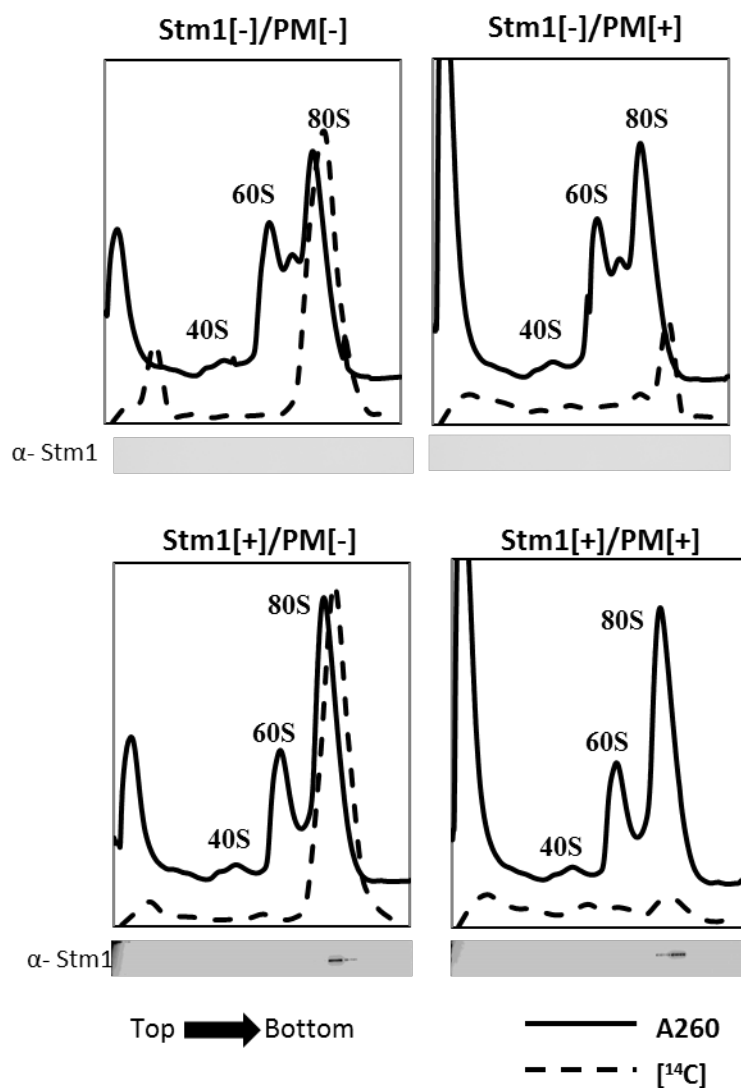 Stm1[-]/PM[-]
Stm1[-]/PM[+]
80S
60S
40S
80S
60S
40S
α- Stm1
Stm1[+]/PM[-]
Stm1[+]/PM[+]
80S
60S
40S
80S
60S
40S
α- Stm1
Top Bottom
A260
[¹⁴C]